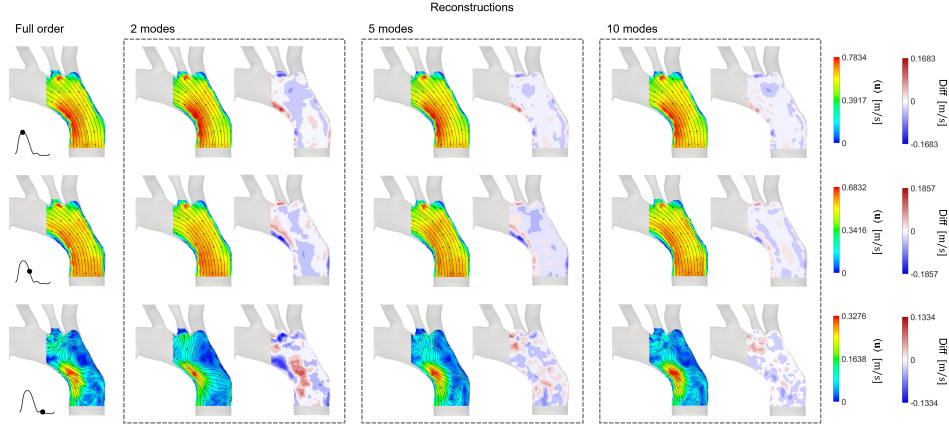 Reconstructions
Full order
2 modes
5 modes
10 modes
0.7834
0.3917
0
⟨u⟩ [m/s]
0.1683
0
-0.1683
Diff [m/s]
0.6832
0.3416
0
⟨u⟩ [m/s]
0.1857
0
-0.1857
Diff [m/s]
0.3276
0.1638
0
⟨u⟩ [m/s]
0.1334
0
-0.1334
Diff [m/s]